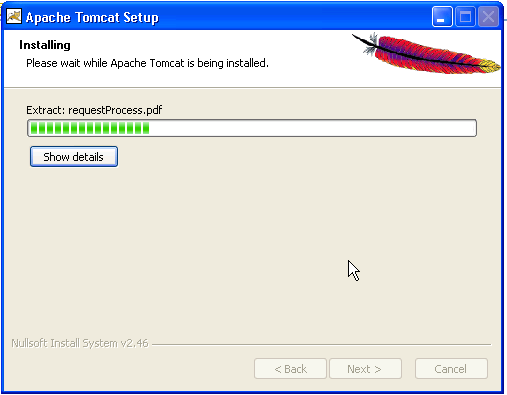 Apache Tomcat Setup
Installing
Please wait while Apache Tomcat is being installed.
Extract: requestProcess.pdf
Show details
Nullsoft Install System v2.46
< Back
Next >
Cancel